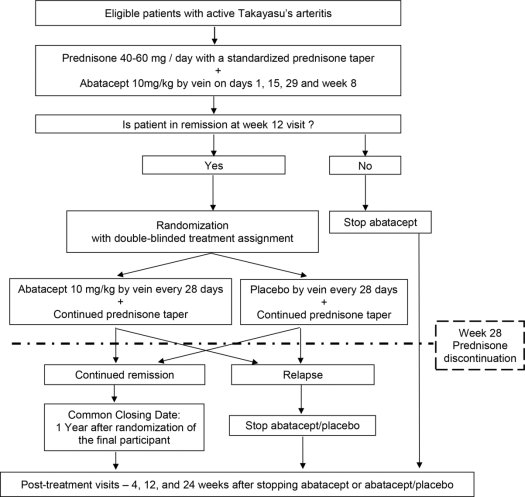 Eligible patients with active Takayasu's arteritis
Prednisone 40-60 mg / day with a standardized prednisone taper
+
Abatacept 10mg/kg by vein on days 1, 15, 29 and week 8
Is patient in remission at week 12 visit ?
Yes
No
Randomization
with double-blinded treatment assignment
Stop abatacept
Abatacept 10 mg/kg by vein every 28 days
+
Continued prednisone taper
Placebo by vein every 28 days
+
Continued prednisone taper
Week 28
Prednisone
discontinuation
Continued remission
Relapse
Common Closing Date:
1 Year after randomization of
the final participant
Stop abatacept/placebo
Post-treatment visits – 4, 12, and 24 weeks after stopping abatacept or abatacept/placebo